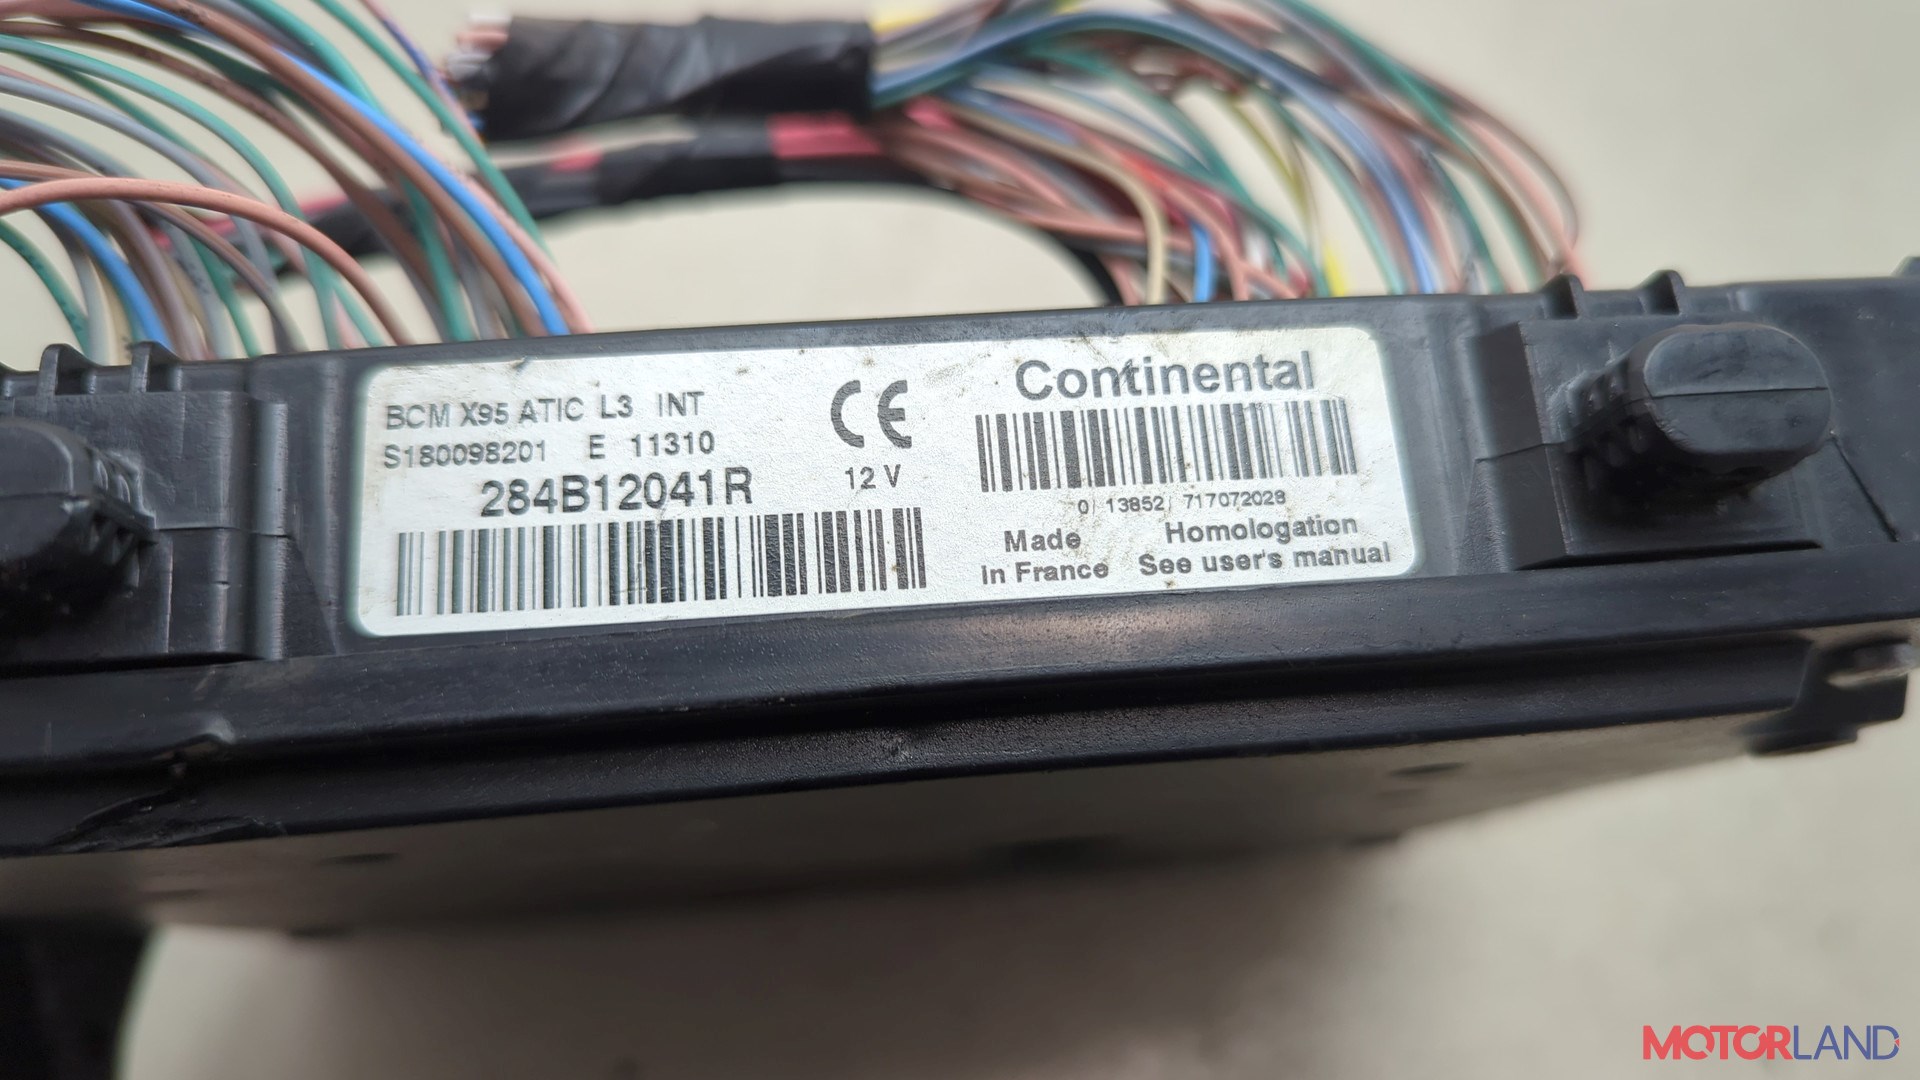 BCM X95 ATIC L3 INT
S180098201 E 11310
284B12041R
CE
12 V
Continental
0| 13852| 717072028
Made
in France
Homologation
See user's manual
MOTORLAND